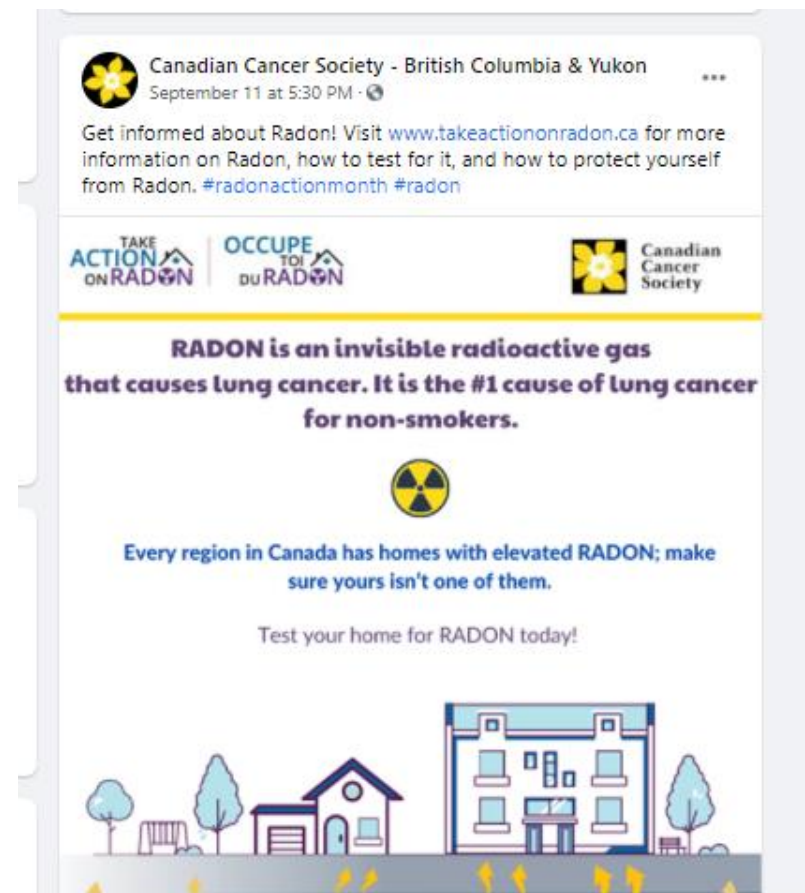 Canadian Cancer Society - British Columbia & Yukon
September 11 at 5:30 PM ·
Get informed about Radon! Visit www.takeactiononradon.ca for more
information on Radon, how to test for it, and how to protect yourself
from Radon. #radonactionmonth #radon
TAKE
ACTION
ON RADON
OCCUPE
TOI
DU RADON
Canadian
Cancer
Society
RADON is an invisible radioactive gas
that causes lung cancer. It is the #1 cause of lung cancer
for non-smokers.
Every region in Canada has homes with elevated RADON; make
sure yours isn't one of them.
Test your home for RADON today!